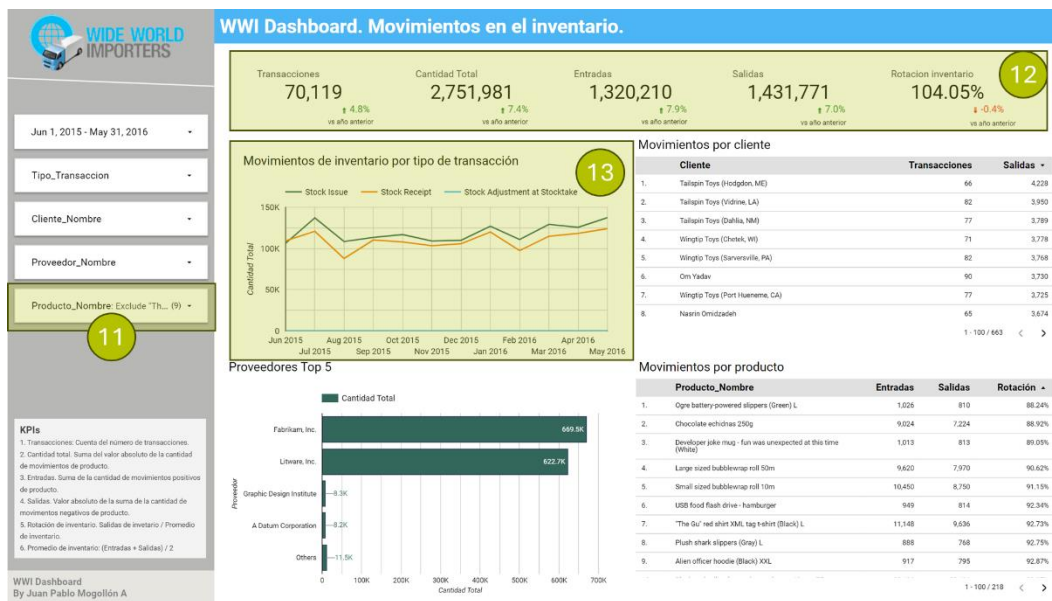 WIDE WORLD
IMPORTERS
WWI Dashboard. Movimientos en el inventario.
Jun 1, 2015 - May 31, 2016
Tipo_Transaccion
Cliente_Nombre
Proveedor_Nombre
Producto_Nombre: Exclude "Th... (9)
11
KPIs
1. Transacciones: Cuenta del número de transacciones.
2. Cantidad total. Suma del valor absoluto de la cantidad
de movimientos de producto.
3. Entradas. Suma de la cantidad de movimientos positivos
de producto.
4. Salidas. Valor absoluto de la suma de la cantidad de
movimentos negativos de producto.
5. Rotación de inventario. Salidas de invetario / Promedio
de inventario.
6. Promedio de inventario: (Entradas + Salidas) / 2
WWI Dashboard
By Juan Pablo Mogollón A
Transacciones Cantidad Total Entradas Salidas Rotacion inventario
70,119 2,751,981 1,320,210 1,431,771 104.05%
4.8% 7.4% 7.9% 7.0% -0.4%
vs año anterior vs año anterior vs año anterior vs año anterior vs año anterior
12
Movimientos de inventario por tipo de transacción
13
Stock Issue Stock Receipt Stock Adjustment at Stocktake
Cantidad Total
150K
100K
50K
0
Jun 2015 Aug 2015 Oct 2015 Dec 2015 Feb 2016 Apr 2016
Jul 2015 Sep 2015 Nov 2015 Jan 2016 Mar 2016 May 2016
Movimientos por cliente
Cliente Transacciones Salidas
1. Tailspin Toys (Hodgdon, ME) 66 4,228
2. Tailspin Toys (Vidrine, LA) 82 3,950
3. Tailspin Toys (Dahlia, NM) 77 3,789
4. Wingtip Toys (Chetek, WI) 71 3,778
5. Wingtip Toys (Sarversville, PA) 82 3,768
6. Om Yadav 90 3,730
7. Wingtip Toys (Port Hueneme, CA) 77 3,725
8. Nasrin Omidzadeh 65 3,674
1 - 100 / 663
Proveedores Top 5
Cantidad Total
Proveedor
Fabrikam, Inc. 669.5K
Litware, Inc. 622.7K
Graphic Design Institute 8.3K
A Datum Corporation 8.2K
Others 11.5K
0 100K 200K 300K 400K 500K 600K 700K
Cantidad Total
Movimientos por producto
Producto_Nombre Entradas Salidas Rotación
1. Ogre battery-powered slippers (Green) L 1,026 810 88.24%
2. Chocolate echidnas 250g 9,024 7,224 88.92%
3. Developer joke mug - fun was unexpected at this time
(White) 1,013 813 89.05%
4. Large sized bubblewrap roll 50m 9,620 7,970 90.62%
5. Small sized bubblewrap roll 10m 10,450 8,750 91.15%
6. USB food flash drive - hamburger 949 814 92.34%
7. "The Gu" red shirt XML tag t-shirt (Black) L 11,148 9,636 92.73%
8. Plush shark slippers (Gray) L 888 768 92.75%
9. Alien officer hoodie (Black) XXL 917 795 92.87%
1 - 100 / 218